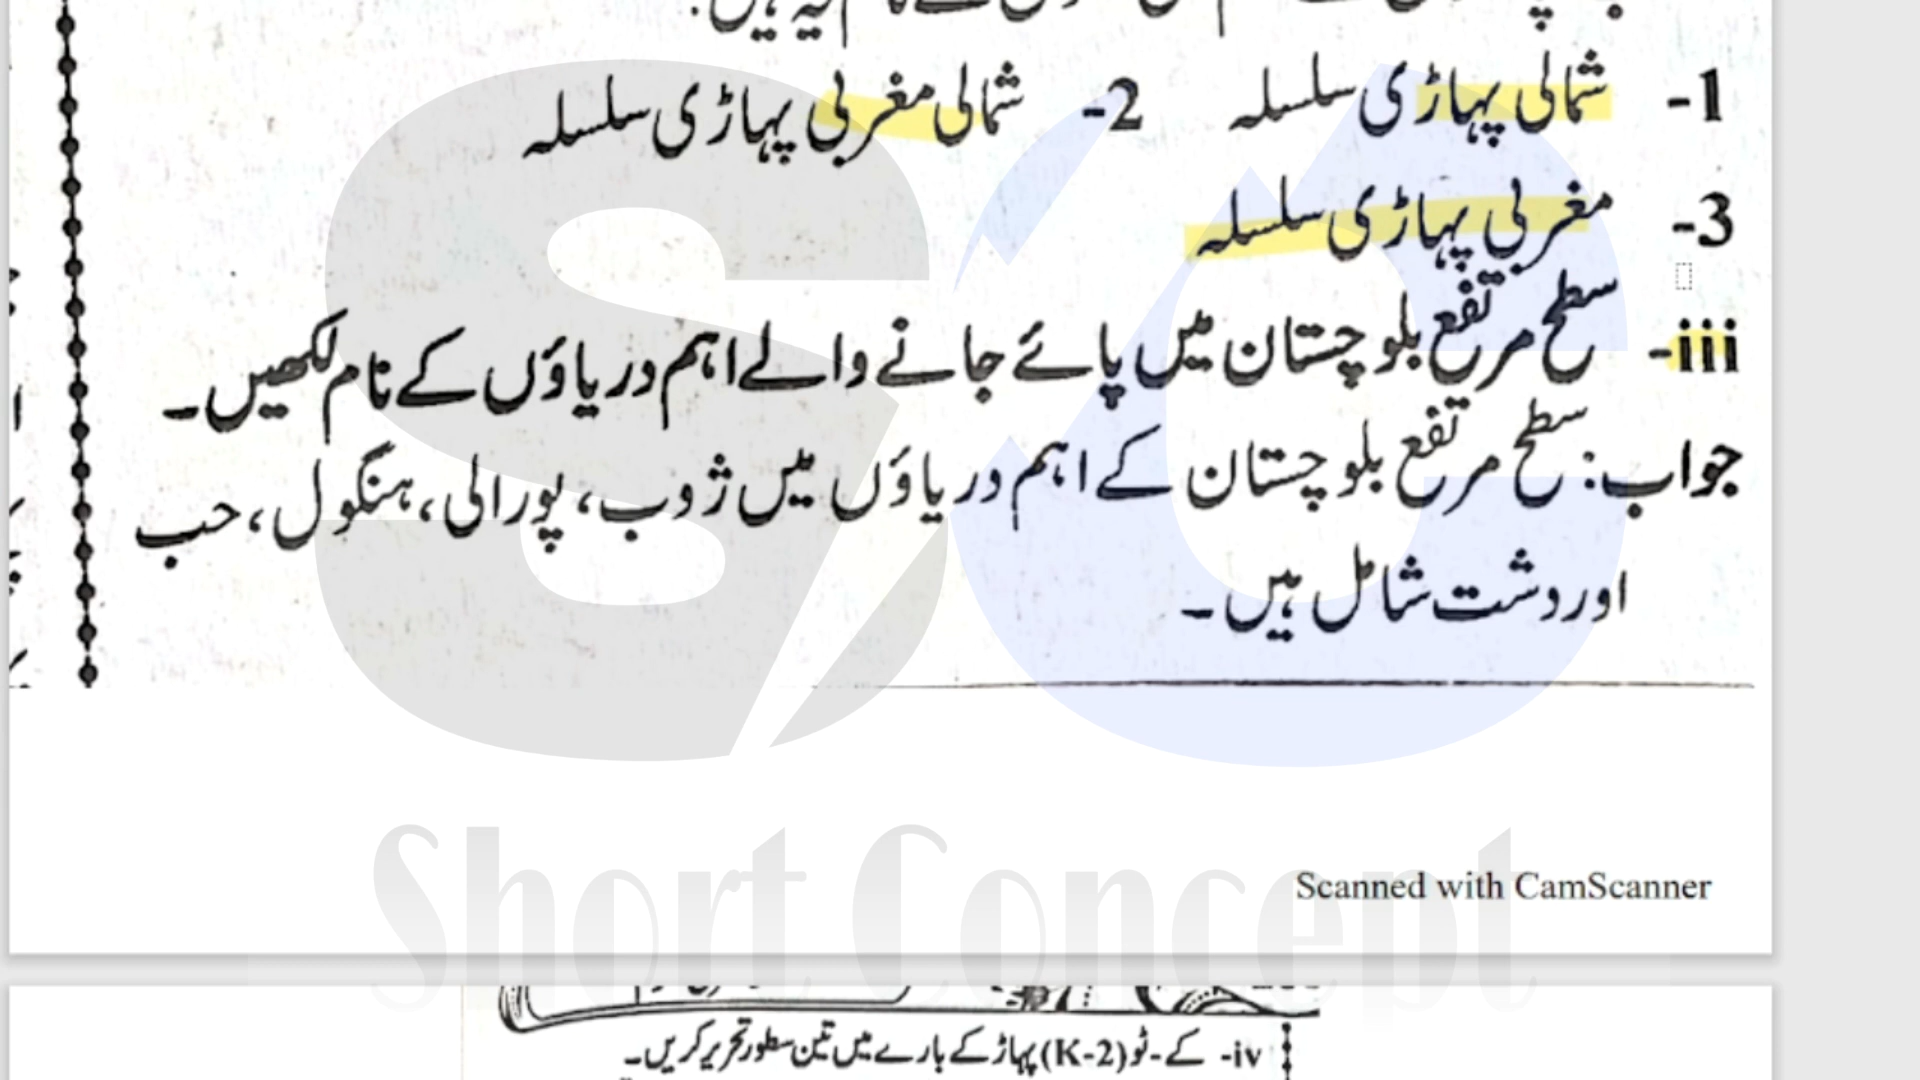 1- شمالی پہاڑی سلسلہ 2- شمالی مغربی پہاڑی سلسلہ
3- مغربی پہاڑی سلسلہ
iii- سطح مرتفع بلوچستان میں پائے جانے والے اہم دریاؤں کے نام لکھیں۔
جواب: سطح مرتفع بلوچستان کے اہم دریاؤں میں ژوب، پورالی، ہنگول، حب
اور دشت شامل ہیں۔
Short Concept
Scanned with CamScanner
iv- کے-ٹو (K-2) پہاڑ کے بارے میں تین سطور تحریر کریں۔